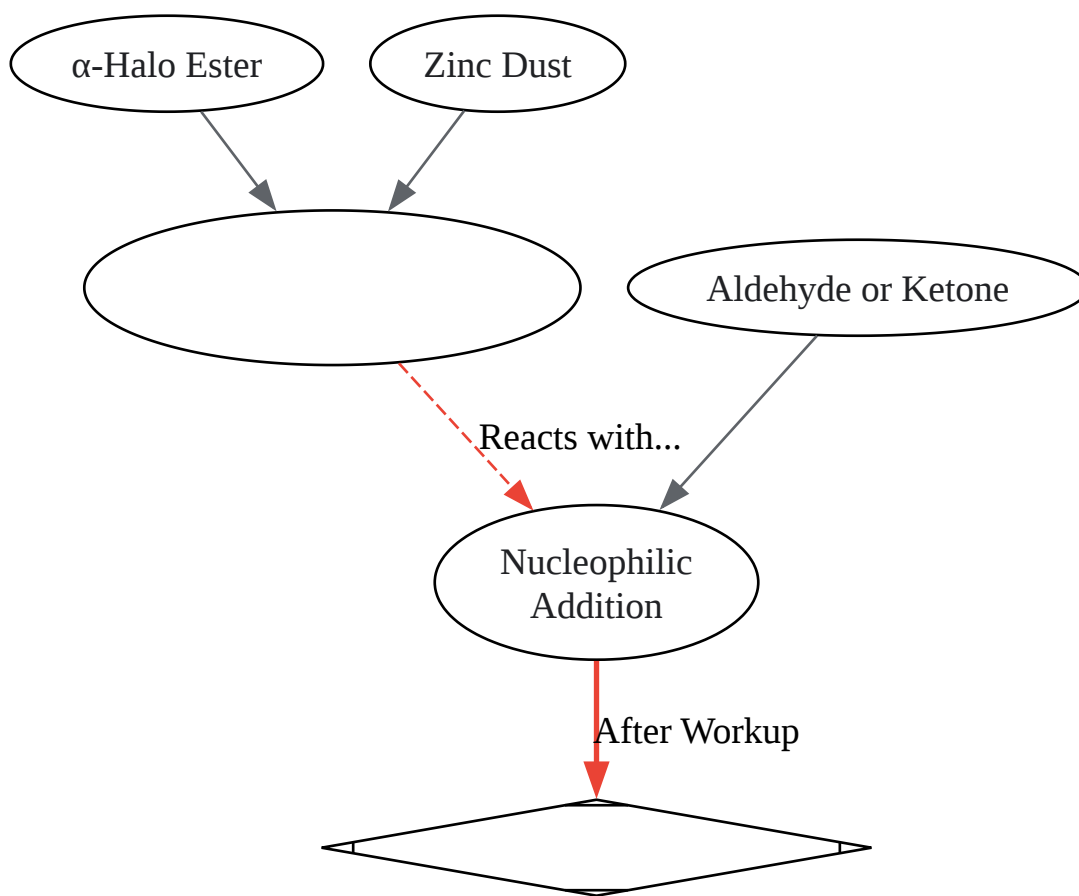 α-Halo Ester
Zinc Dust
Aldehyde or Ketone
Reacts with...
Nucleophilic
Addition
After Workup